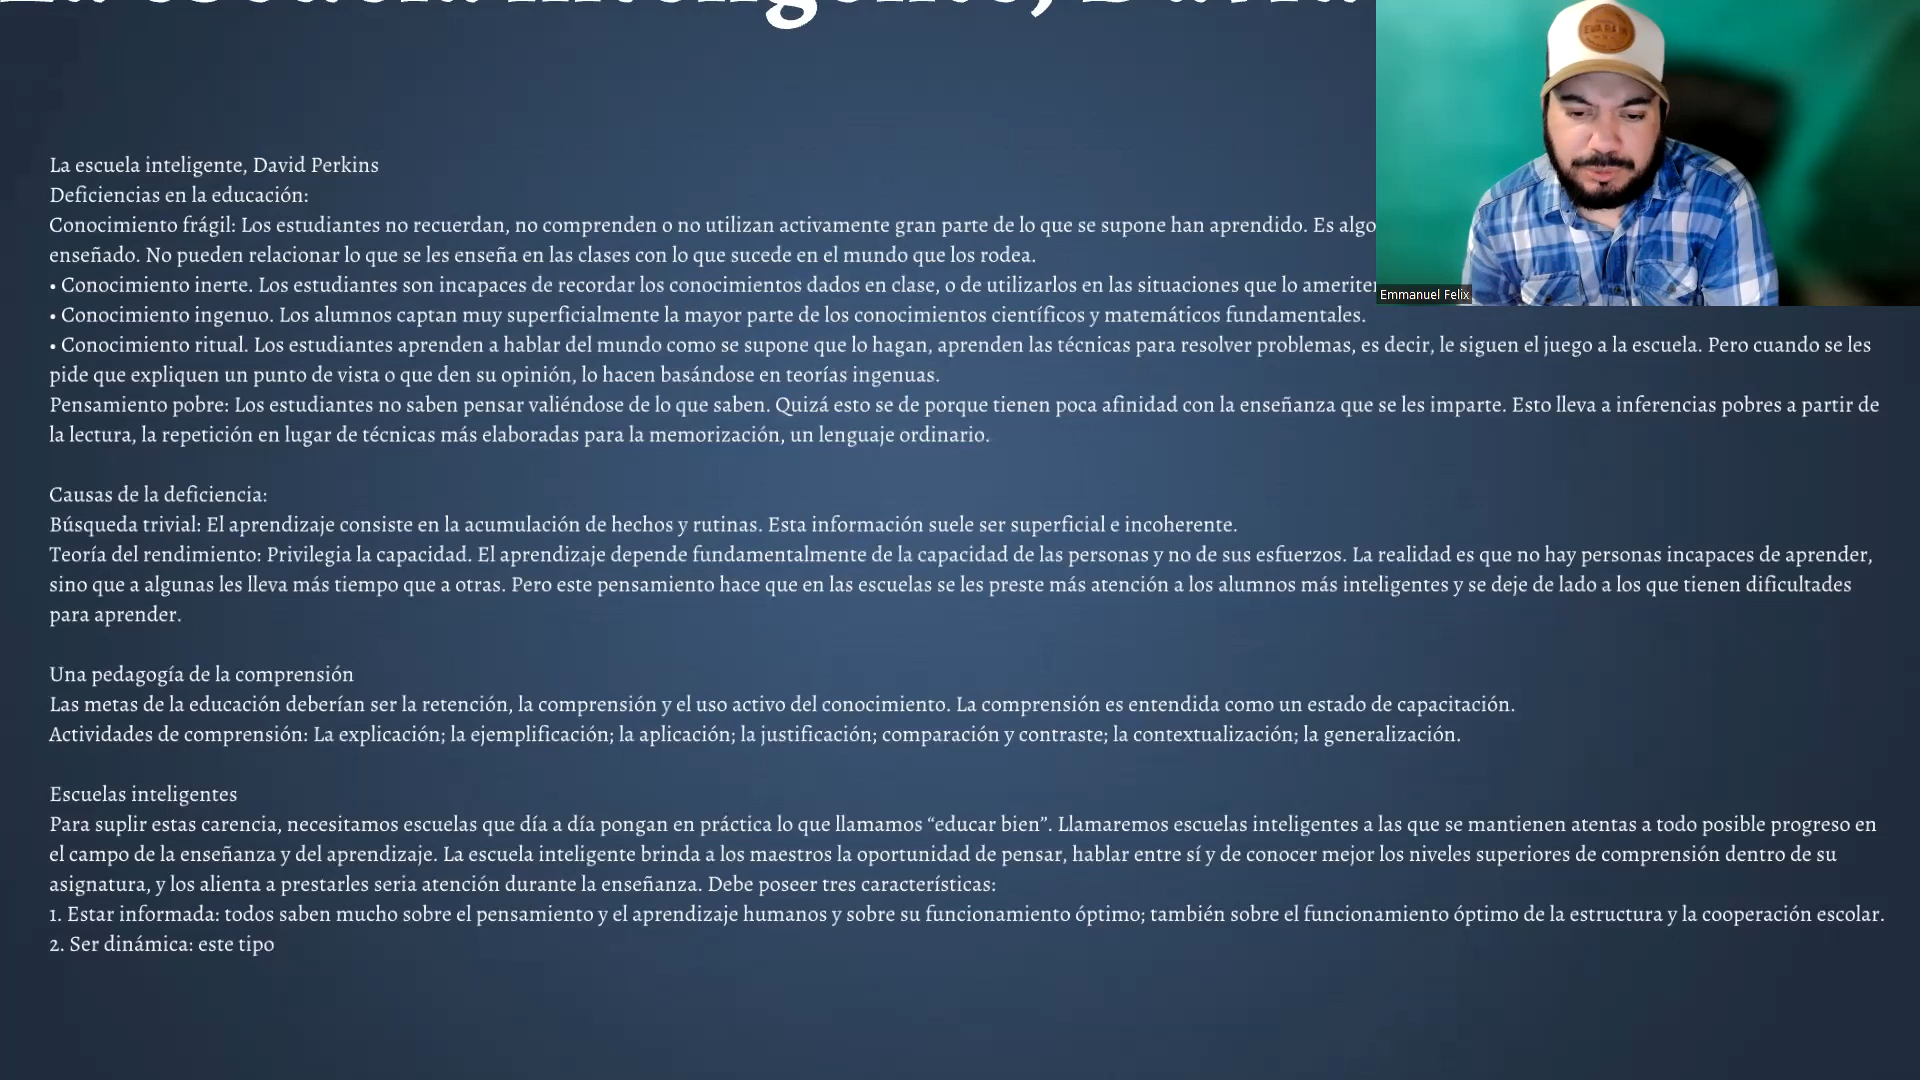 La escuela inteligente, David
La escuela inteligente, David Perkins
Deficiencias en la educación:
Conocimiento frágil: Los estudiantes no recuerdan, no comprenden o no utilizan activamente gran parte de lo que se supone han aprendido. Es algo
enseñado. No pueden relacionar lo que se les enseña en las clases con lo que sucede en el mundo que los rodea.
• Conocimiento inerte. Los estudiantes son incapaces de recordar los conocimientos dados en clase, o de utilizarlos en las situaciones que lo ameriten
• Conocimiento ingenuo. Los alumnos captan muy superficialmente la mayor parte de los conocimientos científicos y matemáticos fundamentales.
• Conocimiento ritual. Los estudiantes aprenden a hablar del mundo como se supone que lo hagan, aprenden las técnicas para resolver problemas, es decir, le siguen el juego a la escuela. Pero cuando se les
pide que expliquen un punto de vista o que den su opinión, lo hacen basándose en teorías ingenuas.
Pensamiento pobre: Los estudiantes no saben pensar valiéndose de lo que saben. Quizá esto se de porque tienen poca afinidad con la enseñanza que se les imparte. Esto lleva a inferencias pobres a partir de
la lectura, la repetición en lugar de técnicas más elaboradas para la memorización, un lenguaje ordinario.
Causas de la deficiencia:
Búsqueda trivial: El aprendizaje consiste en la acumulación de hechos y rutinas. Esta información suele ser superficial e incoherente.
Teoría del rendimiento: Privilegia la capacidad. El aprendizaje depende fundamentalmente de la capacidad de las personas y no de sus esfuerzos. La realidad es que no hay personas incapaces de aprender,
sino que a algunas les lleva más tiempo que a otras. Pero este pensamiento hace que en las escuelas se les preste más atención a los alumnos más inteligentes y se deje de lado a los que tienen dificultades
para aprender.
Una pedagogía de la comprensión
Las metas de la educación deberían ser la retención, la comprensión y el uso activo del conocimiento. La comprensión es entendida como un estado de capacitación.
Actividades de comprensión: La explicación; la ejemplificación; la aplicación; la justificación; comparación y contraste; la contextualización; la generalización.
Escuelas inteligentes
Para suplir estas carencia, necesitamos escuelas que día a día pongan en práctica lo que llamamos “educar bien”. Llamaremos escuelas inteligentes a las que se mantienen atentas a todo posible progreso en
el campo de la enseñanza y del aprendizaje. La escuela inteligente brinda a los maestros la oportunidad de pensar, hablar entre sí y de conocer mejor los niveles superiores de comprensión dentro de su
asignatura, y los alienta a prestarles seria atención durante la enseñanza. Debe poseer tres características:
1. Estar informada: todos saben mucho sobre el pensamiento y el aprendizaje humanos y sobre su funcionamiento óptimo; también sobre el funcionamiento óptimo de la estructura y la cooperación escolar.
2. Ser dinámica: este tipo
Emmanuel Felix